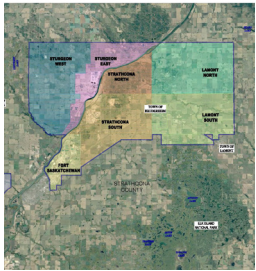 STURGEON
WEST
STURGEON
EAST
STRATHCONA
NORTH
LAMONT
NORTH
TOWN OF
BRUDERHEIM
STRATHCONA
SOUTH
LAMONT
SOUTH
TOWN OF
LAMONT
FORT
SASKATCHEWAN
STRATHCONA
COUNTY
ELK ISLAND
NATIONAL PARK